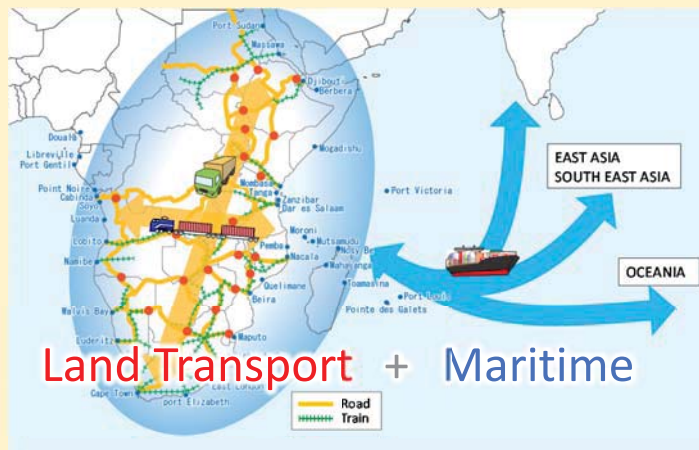 Port Sudan
Massawa
Djibouti
Berbera
Douala
Libreville
Port Gentil
Mogadishu
Point Noire
Cabinda
Soyo
Luanda
Mombasa
Tanga
Zanzibar
Dar es Salaam
Port Victoria
EAST ASIA
SOUTH EAST ASIA
Lobito
Moroni
Mutsamudu
Pemba
Nosy Be
Namibe
Nacala
Mahajanga
OCEANIA
Quelimane
Toamasina
Beira
Port Louis
Pointe des Galets
Walvis Bay
Luderitz
Maputo
Land Transport + Maritime
East London
Cape Town
port Elizabeth
Road
Train